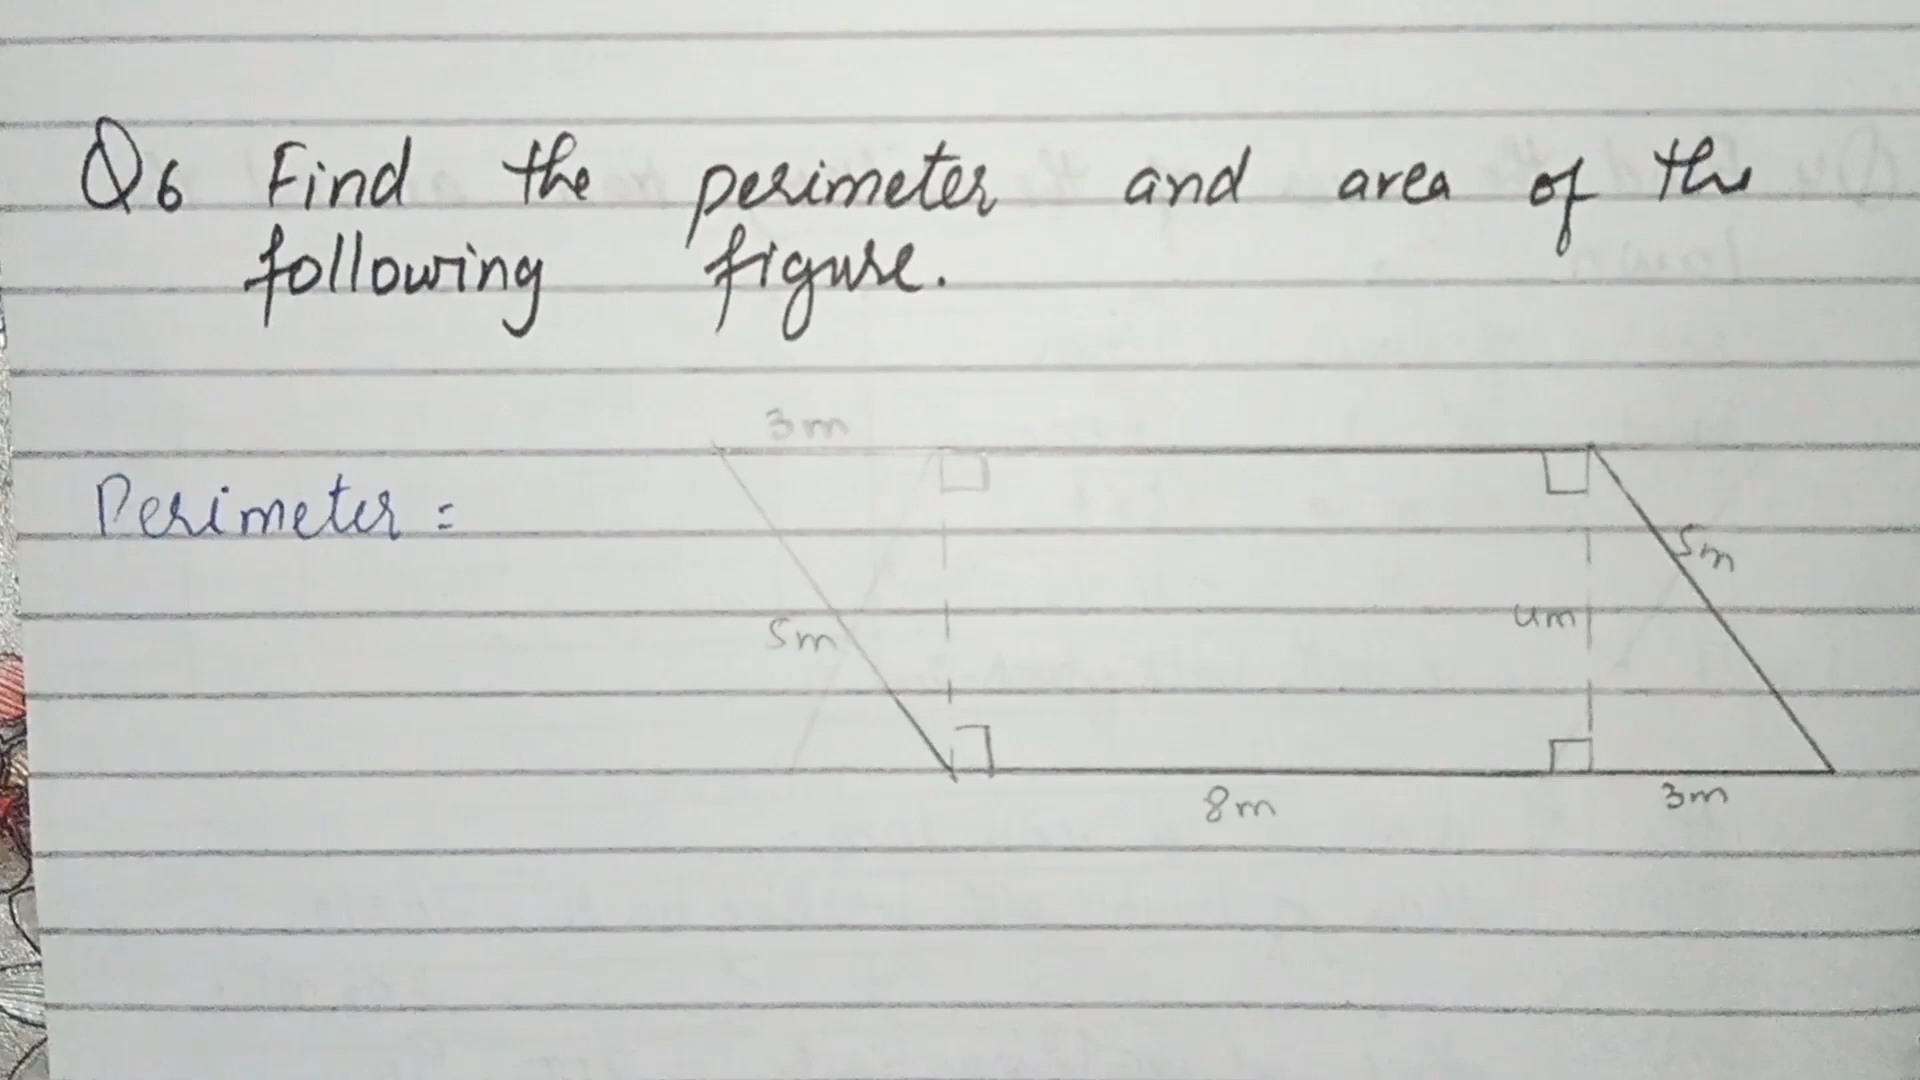 Q6 Find the perimeter and area of the
following figure.
3m
Perimeter =
5m
4m
5m
8m
3m